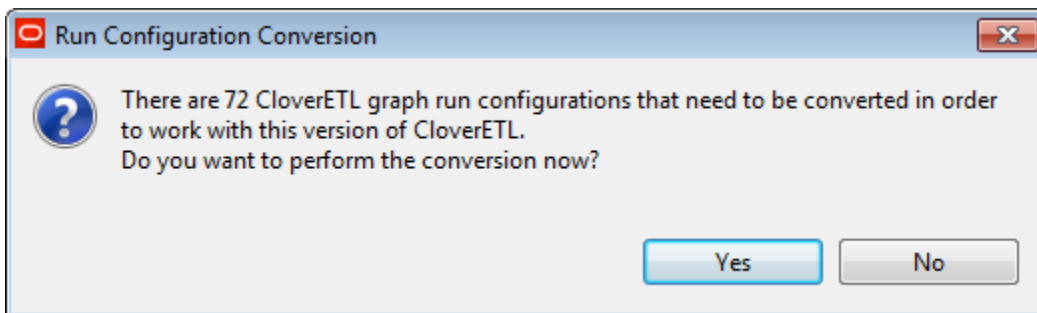 Run Configuration Conversion
There are 72 CloverETL graph run configurations that need to be converted in order
to work with this version of CloverETL.
Do you want to perform the conversion now?
Yes
No